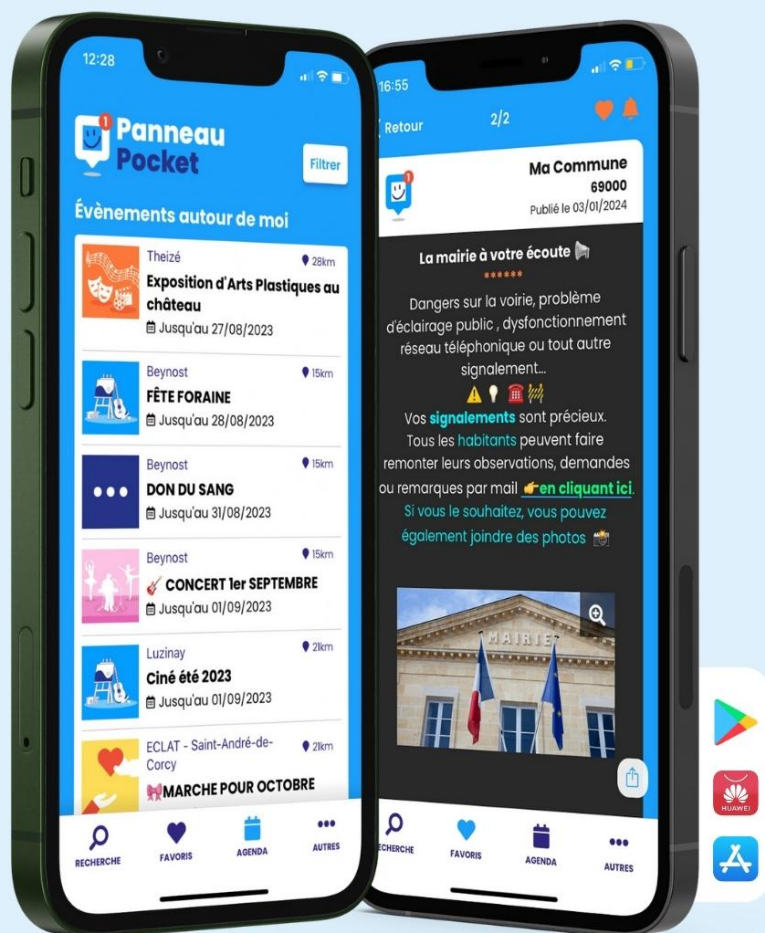 12:28
Panneau
Pocket
1
Filtrer
Évènements autour de moi
Theizé
28km
Exposition d'Arts Plastiques au
château
Jusqu'au 27/08/2023
Beynost
15km
FÊTE FORAINE
Jusqu'au 28/08/2023
Beynost
15km
DON DU SANG
Jusqu'au 31/08/2023
Beynost
15km
CONCERT 1er SEPTEMBRE
Jusqu'au 01/09/2023
Luzinay
21km
Ciné été 2023
Jusqu'au 01/09/2023
ECLAT - Saint-André-de-
Corcy
21km
MARCHE POUR OCTOBRE
RECHERCHE
FAVORIS
AGENDA
AUTRES
16:55
Retour
2/2
1
Ma Commune
69000
Publié le 03/01/2024
La mairie à votre écoute
******
Dangers sur la voirie, problème
d'éclairage public , dysfonctionnement
réseau téléphonique ou tout autre
signalement...
Vos signalements sont précieux.
Tous les habitants peuvent faire
remonter leurs observations, demandes
ou remarques par mail 👉en cliquant ici.
Si vous le souhaitez, vous pouvez
également joindre des photos
MAIRIE
ECHERCHE
FAVORIS
AGENDA
AUTRES
HUAWEI